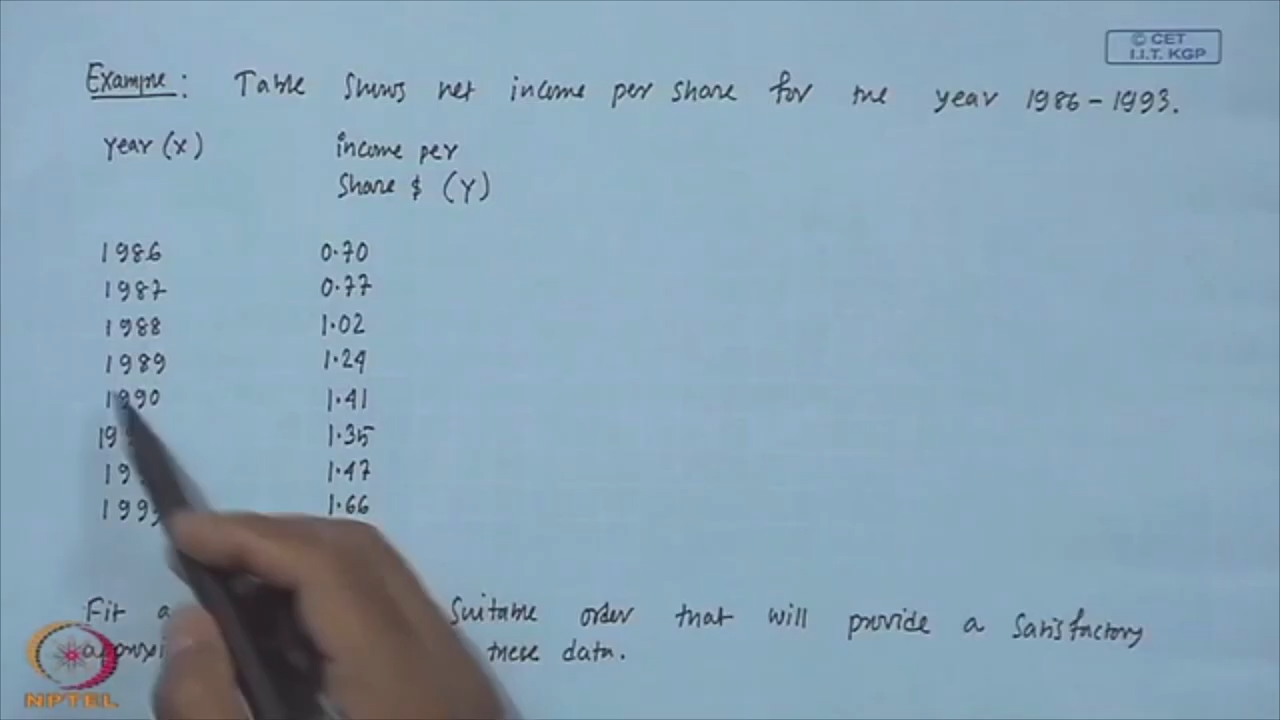 © CET
I.I.T. KGP
Example: Table shows net income per share for the year 1986-1993.
year (x) income per
share $ (Y)
1986 0.70
1987 0.77
1988 1.02
1989 1.24
1990 1.41
1.35
1.47
1.66
Fit a suitable order that will provide a satisfactory
these data.
NPTEL